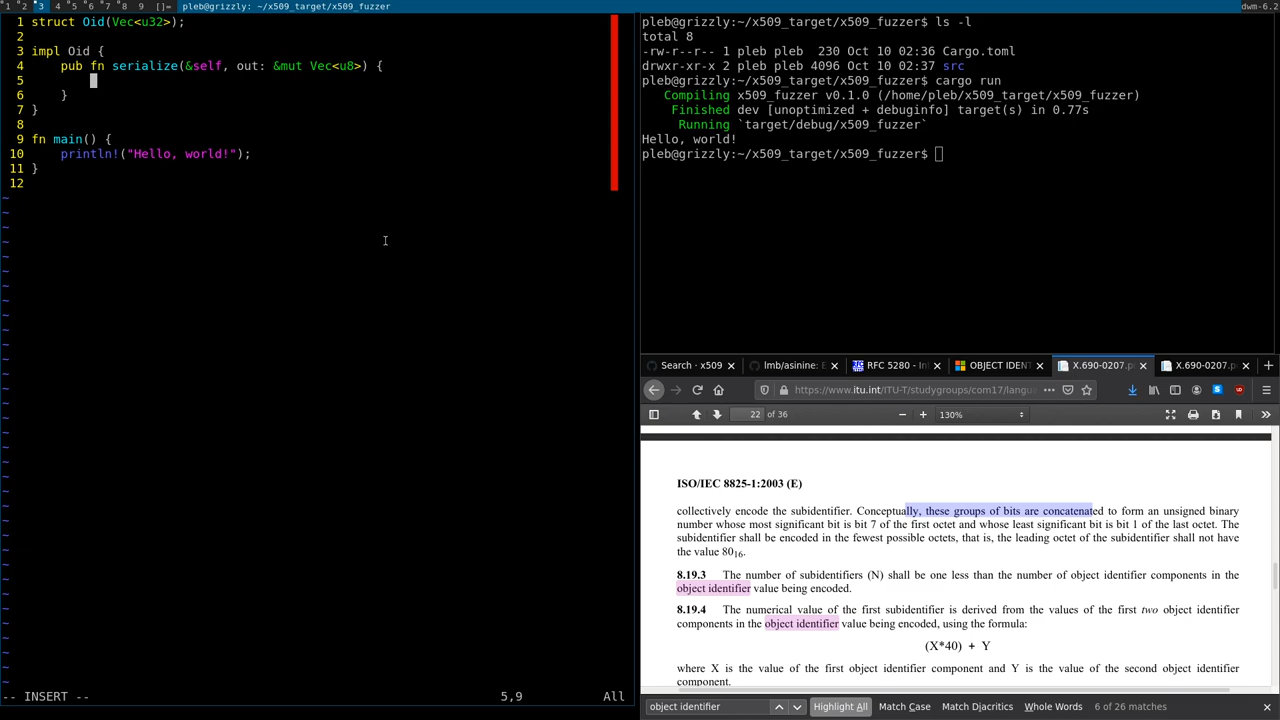 1 2 3 4 5 6 7 8 9 []= pleb@grizzly: ~/x509_target/x509_fuzzer dwm-6.2
1 struct Oid(Vec<u32>);
2
3 impl Oid {
4     pub fn serialize(&self, out: &mut Vec<u8>) {
5
6     }
7 }
8
9 fn main() {
10     println!("Hello, world!");
11 }
12
~
-- INSERT -- 5,9 All
pleb@grizzly:~/x509_target/x509_fuzzer$ ls -l
total 8
-rw-r--r-- 1 pleb pleb  230 Oct 10 02:36 Cargo.toml
drwxr-xr-x 2 pleb pleb 4096 Oct 10 02:37 src
pleb@grizzly:~/x509_target/x509_fuzzer$ cargo run
   Compiling x509_fuzzer v0.1.0 (/home/pleb/x509_target/x509_fuzzer)
    Finished dev [unoptimized + debuginfo] target(s) in 0.77s
     Running `target/debug/x509_fuzzer`
Hello, world!
pleb@grizzly:~/x509_target/x509_fuzzer$
Search · x509 lmb/asinine: E RFC 5280 - Int OBJECT IDENT X.690-0207.p X.690-0207.p
https://www.itu.int/ITU-T/studygroups/com17/langu
22 of 36 130%
ISO/IEC 8825-1:2003 (E)
collectively encode the subidentifier. Conceptually, these groups of bits are concatenated to form an unsigned binary
number whose most significant bit is bit 7 of the first octet and whose least significant bit is bit 1 of the last octet. The
subidentifier shall be encoded in the fewest possible octets, that is, the leading octet of the subidentifier shall not have
the value 80₁₆.
8.19.3 The number of subidentifiers (N) shall be one less than the number of object identifier components in the
object identifier value being encoded.
8.19.4 The numerical value of the first subidentifier is derived from the values of the first two object identifier
components in the object identifier value being encoded, using the formula:
(X*40) + Y
where X is the value of the first object identifier component and Y is the value of the second object identifier
component.
object identifier Highlight All Match Case Match Diacritics Whole Words 6 of 26 matches